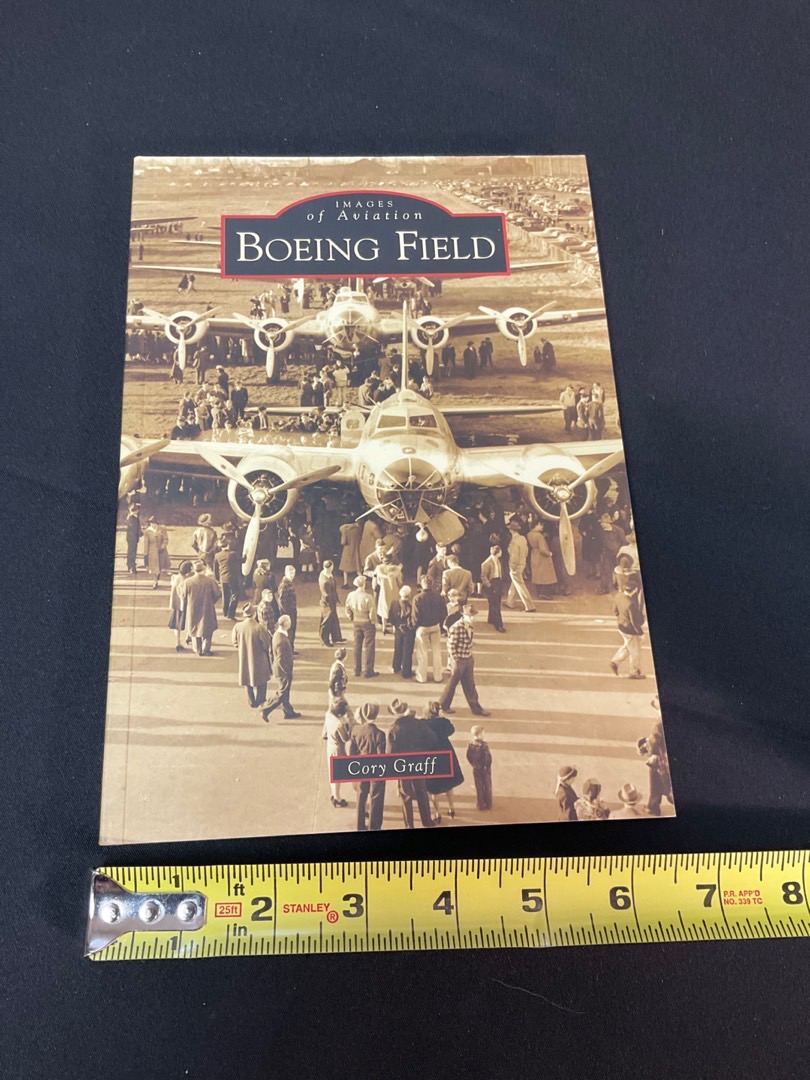 IMAGES
of Aviation
BOEING FIELD
Cory Graff
1 ft 2 3 4 5 6 7 8
25ft STANLEY® P.R. APP'D
NO. 339 TC
1 in